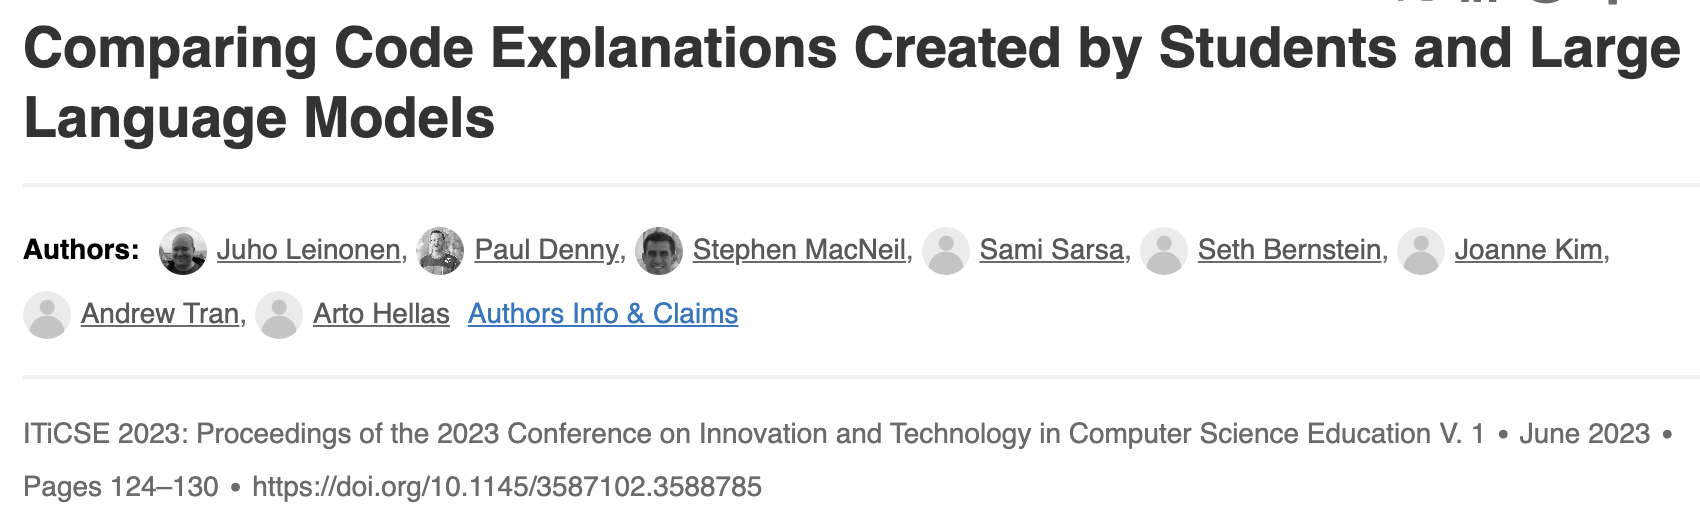 Comparing Code Explanations Created by Students and Large
Language Models
Authors: Juho Leinonen, Paul Denny, Stephen MacNeil, Sami Sarsa, Seth Bernstein, Joanne Kim,
Andrew Tran, Arto Hellas Authors Info & Claims
ITiCSE 2023: Proceedings of the 2023 Conference on Innovation and Technology in Computer Science Education V. 1 • June 2023 •
Pages 124–130 • https://doi.org/10.1145/3587102.3588785